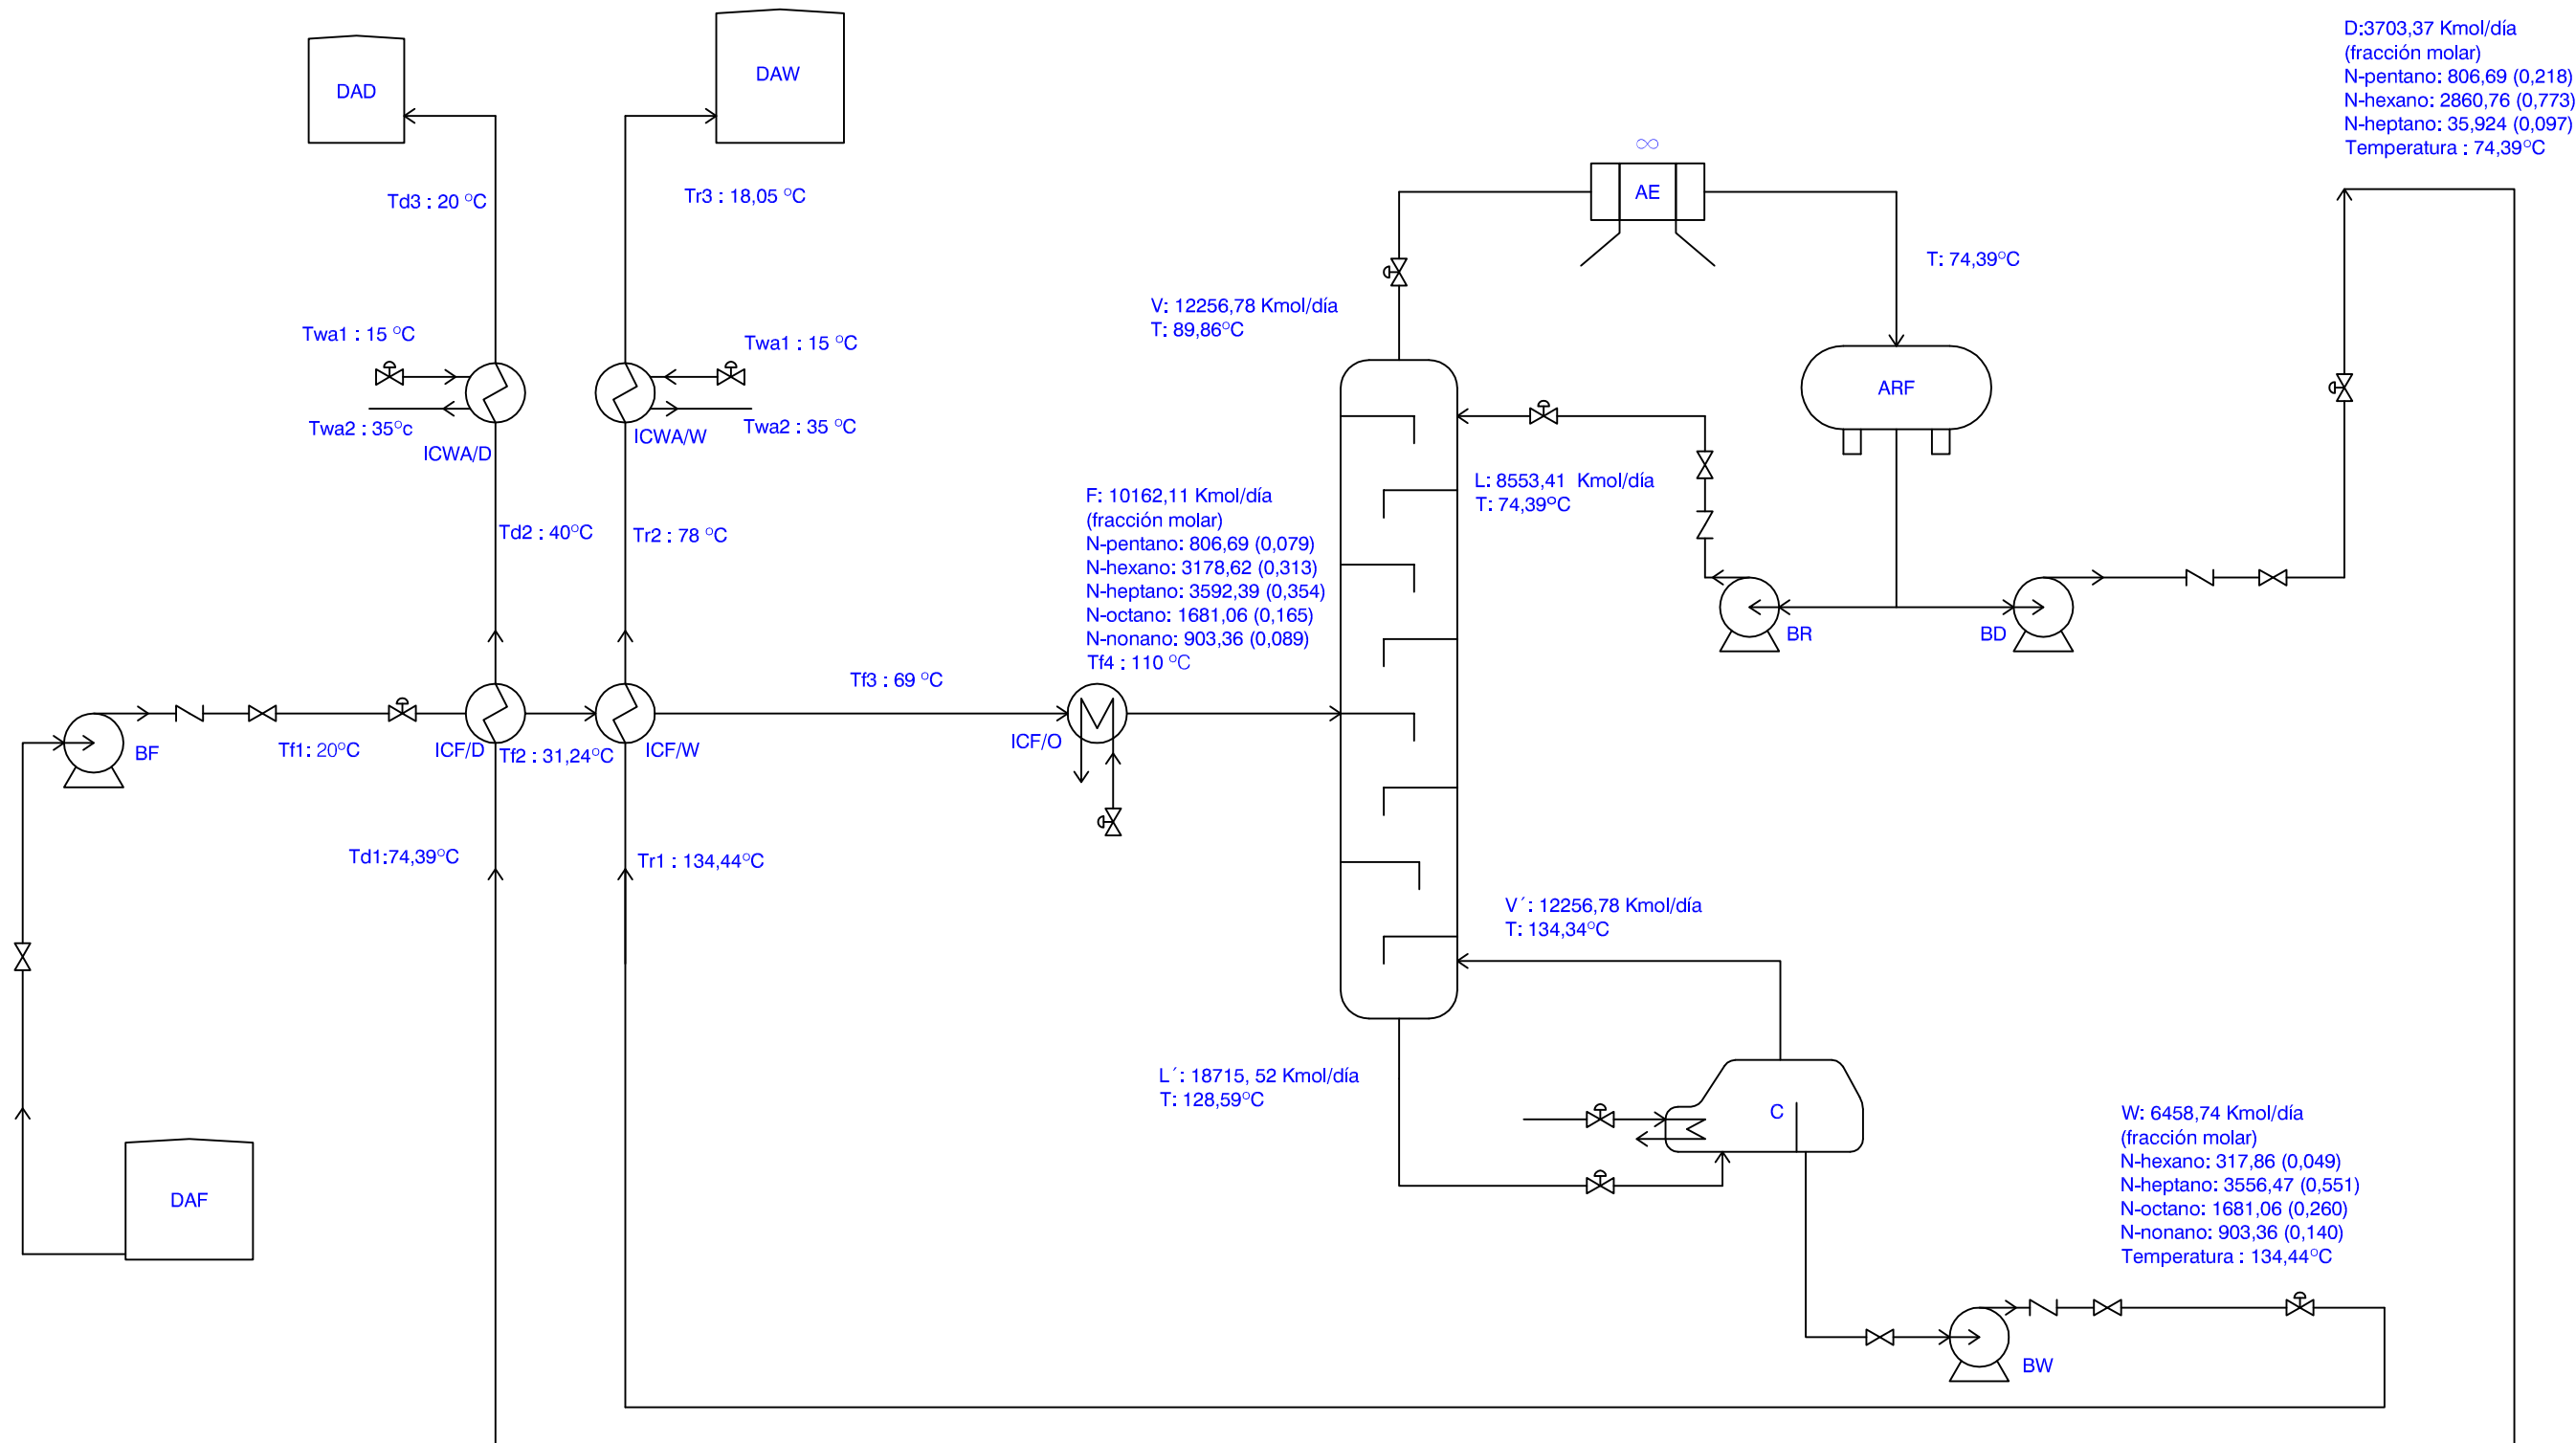 D:3703,37 Kmol/día
(fracción molar)
N-pentano: 806,69 (0,218)
N-hexano: 2860,76 (0,773)
N-heptano: 35,924 (0,097)
Temperatura : 74,39°C
DAD
DAW
∞
AE
Td3 : 20 °C
Tr3 : 18,05 °C
T: 74,39°C
V: 12256,78 Kmol/día
T: 89,86°C
Twa1 : 15 °C
Twa1 : 15 °C
ARF
Twa2 : 35°c
ICWA/D
ICWA/W
Twa2 : 35 °C
L: 8553,41 Kmol/día
T: 74,39°C
F: 10162,11 Kmol/día
(fracción molar)
N-pentano: 806,69 (0,079)
N-hexano: 3178,62 (0,313)
N-heptano: 3592,39 (0,354)
N-octano: 1681,06 (0,165)
N-nonano: 903,36 (0,089)
Tf4 : 110 °C
Td2 : 40°C
Tr2 : 78 °C
BR
BD
Tf3 : 69 °C
BF
Tf1: 20°C
ICF/D
Tf2 : 31,24°C
ICF/W
ICF/O
Td1:74,39°C
Tr1 : 134,44°C
V´: 12256,78 Kmol/día
T: 134,34°C
L´: 18715, 52 Kmol/día
T: 128,59°C
C
W: 6458,74 Kmol/día
(fracción molar)
N-hexano: 317,86 (0,049)
N-heptano: 3556,47 (0,551)
N-octano: 1681,06 (0,260)
N-nonano: 903,36 (0,140)
Temperatura : 134,44°C
DAF
BW